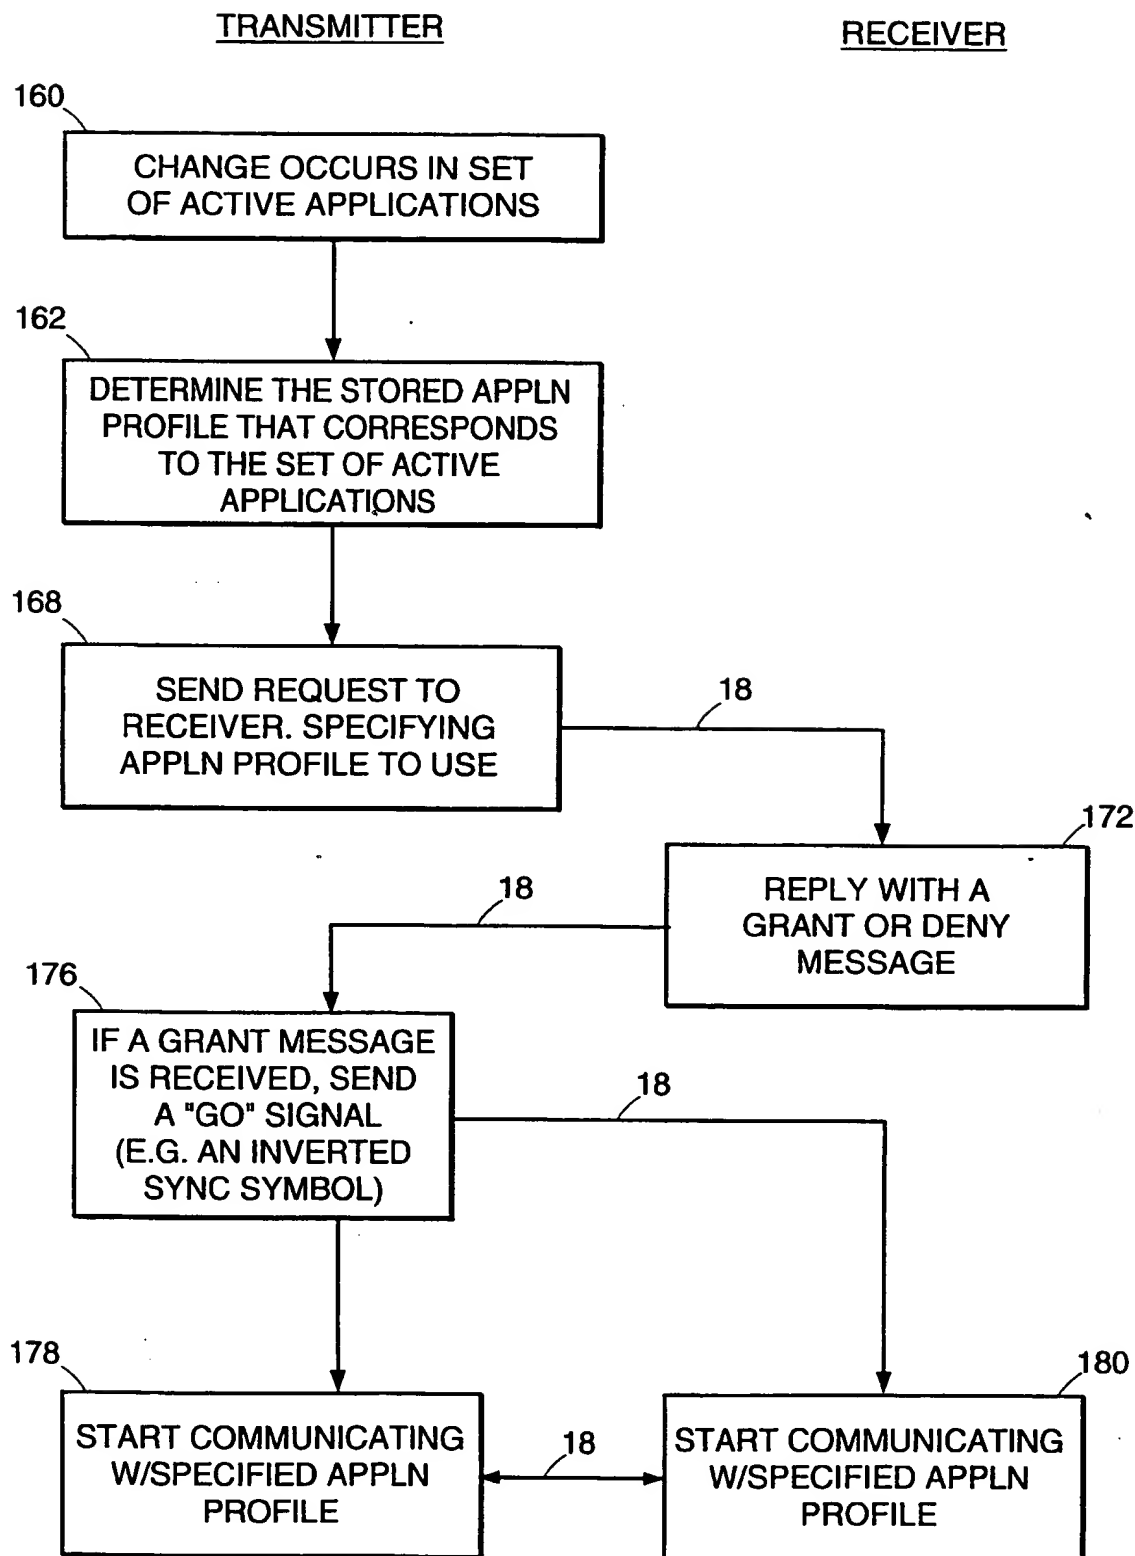 TRANSMITTER
RECEIVER
160
CHANGE OCCURS IN SET
OF ACTIVE APPLICATIONS
162
DETERMINE THE STORED APPLN
PROFILE THAT CORRESPONDS
TO THE SET OF ACTIVE
APPLICATIONS
168
SEND REQUEST TO
RECEIVER. SPECIFYING
APPLN PROFILE TO USE
18
172
REPLY WITH A
GRANT OR DENY
MESSAGE
18
176
IF A GRANT MESSAGE
IS RECEIVED, SEND
A "GO" SIGNAL
(E.G. AN INVERTED
SYNC SYMBOL)
18
178
START COMMUNICATING
W/SPECIFIED APPLN
PROFILE
18
180
START COMMUNICATING
W/SPECIFIED APPLN
PROFILE